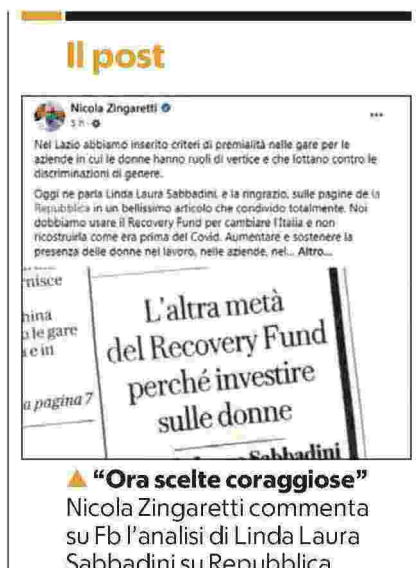 Il post
Nicola Zingaretti
5 h
Nel Lazio abbiamo inserito criteri di premialità nelle gare per le
aziende in cui le donne hanno ruoli di vertice e che lottano contro le
discriminazioni di genere.
Oggi ne parla Linda Laura Sabbadini, e la ringrazio, sulle pagine de la
Repubblica in un bellissimo articolo che condivido totalmente. Noi
dobbiamo usare il Recovery Fund per cambiare l'Italia e non
ricostruirla come era prima del Covid. Aumentare e sostenere la
presenza delle donne nel lavoro, nelle aziende, nel... Altro...
rnisce
hina
o le gare
e in
a pagina 7
L'altra metà
del Recovery Fund
perché investire
sulle donne
Sabbadini
"Ora scelte coraggiose"
Nicola Zingaretti commenta
su Fb l'analisi di Linda Laura
Sabbadini su Repubblica